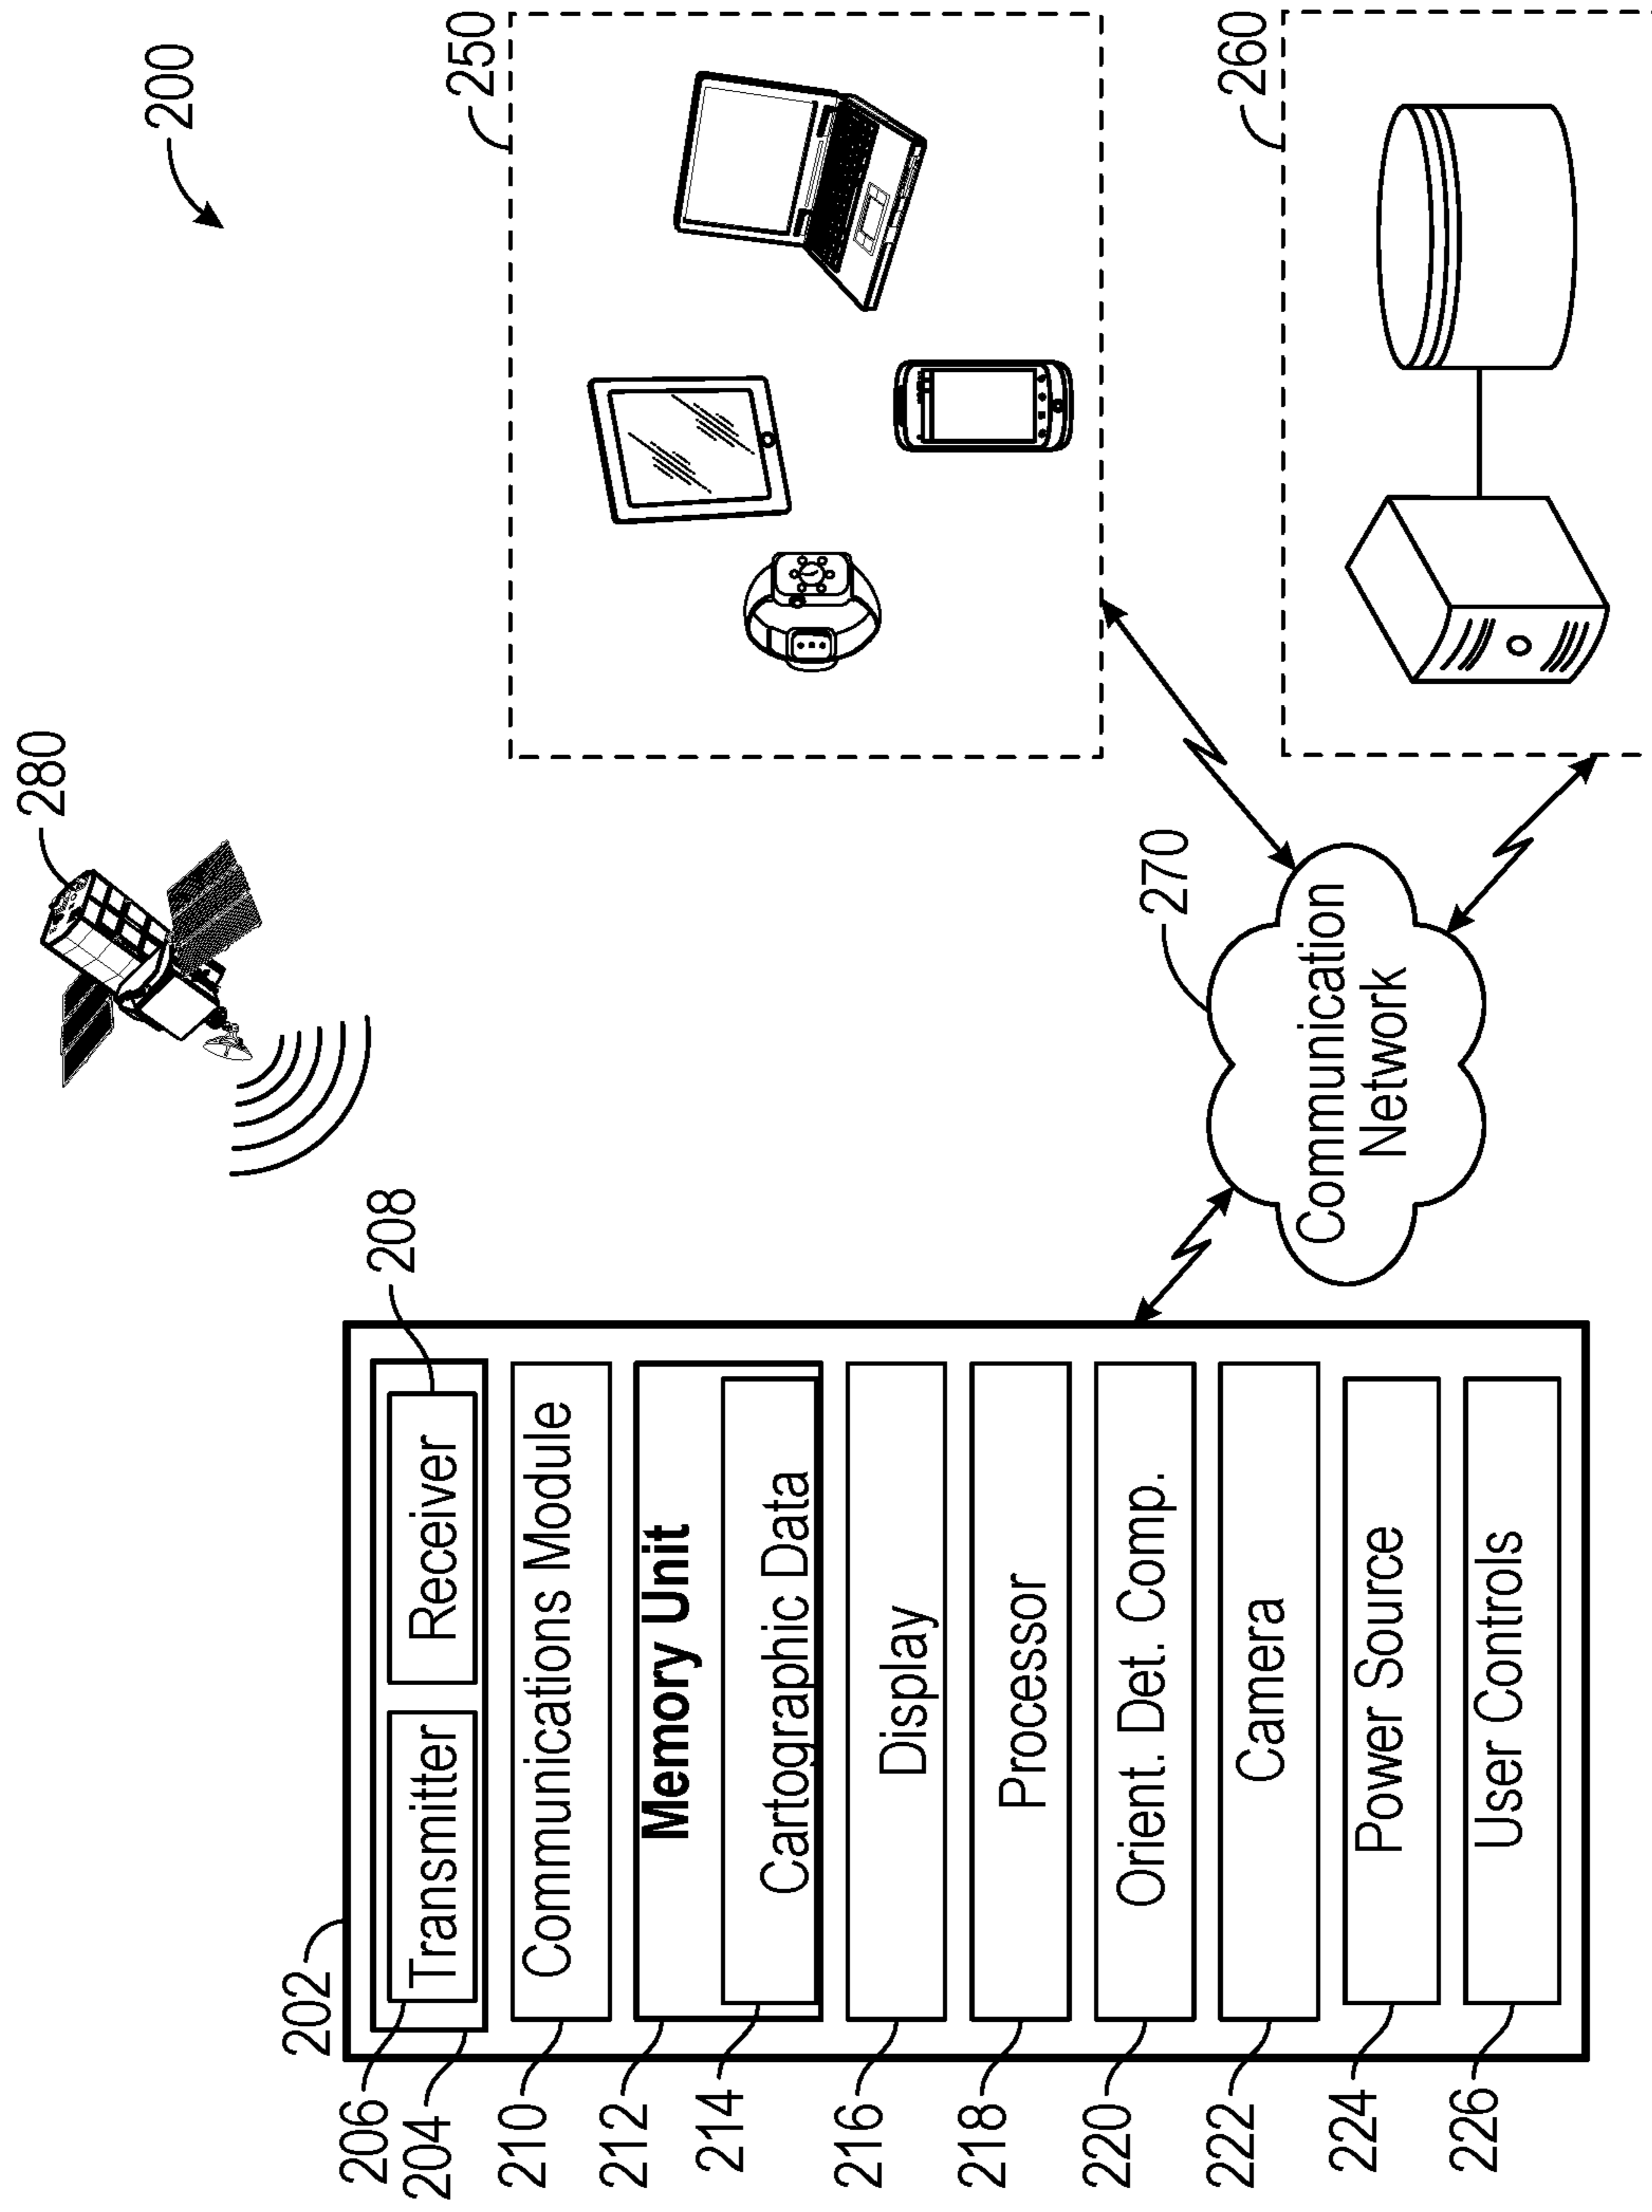 200
280
202
206
204
Transmitter
Receiver
208
210
Communications Module
212
Memory Unit
214
Cartographic Data
216
Display
218
Processor
220
Orient. Det. Comp.
222
Camera
224
Power Source
226
User Controls
250
270
Communication
Network
260